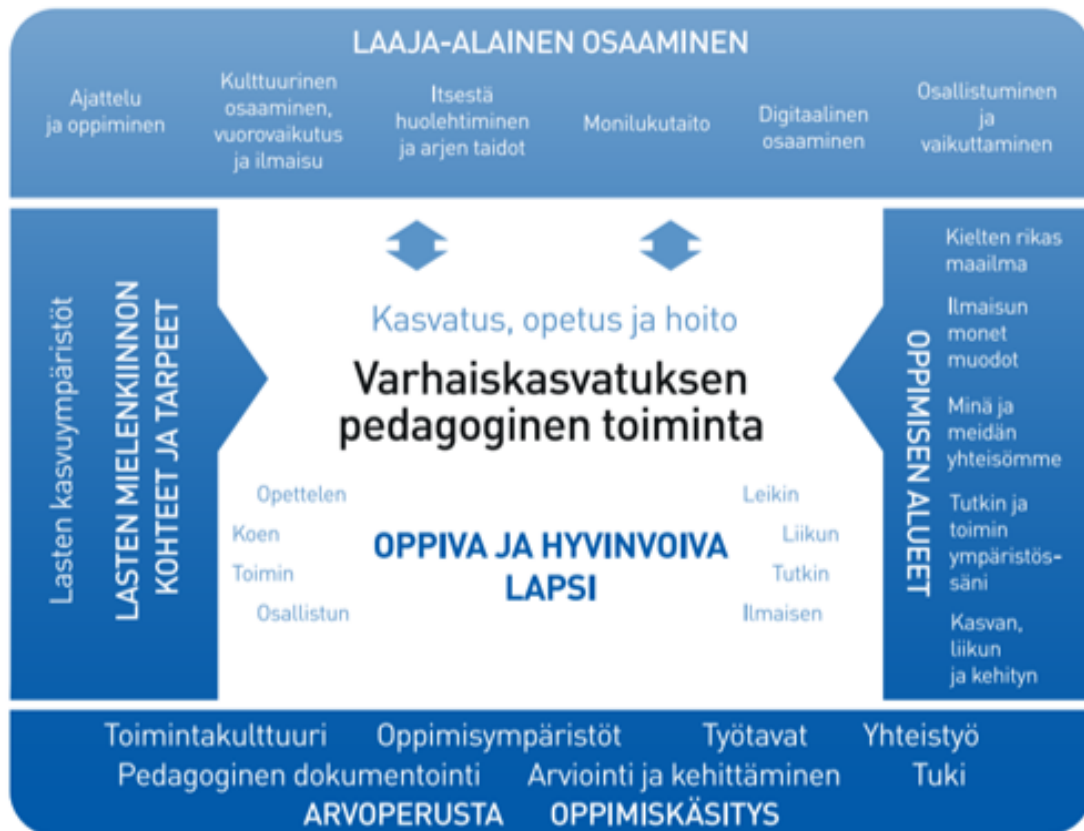 LAAJA-ALAINEN OSAAMINEN
Ajattelu
ja oppiminen
Kulttuurinen
osaaminen,
vuorovaikutus
ja ilmaisu
Itsestä
huolehtiminen
ja arjen taidot
Monilukutaito
Digitaalinen
osaaminen
Osallistuminen
ja
vaikuttaminen
Lasten kasvuympäristöt
LASTEN MIELENKIINNON
KOHTEET JA TARPEET
Kasvatus, opetus ja hoito
Varhaiskasvatuksen
pedagoginen toiminta
Opettelen
Koen
Toimin
Osallistun
OPPIVA JA HYVINVOIVA
LAPSI
Leikin
Liikun
Tutkin
Ilmaisen
OPPIMISEN ALUEET
Kielten rikas
maailma
Ilmaisun
monet
muodot
Minä ja
meidän
yhteisömme
Tutkin ja
toimin
ympäristös-
säni
Kasvan,
liikun
ja kehityn
Toimintakulttuuri Oppimisympäristöt Työtavat Yhteistyö
Pedagoginen dokumentointi Arviointi ja kehittäminen Tuki
ARVOPERUSTA OPPIMISKÄSITYS